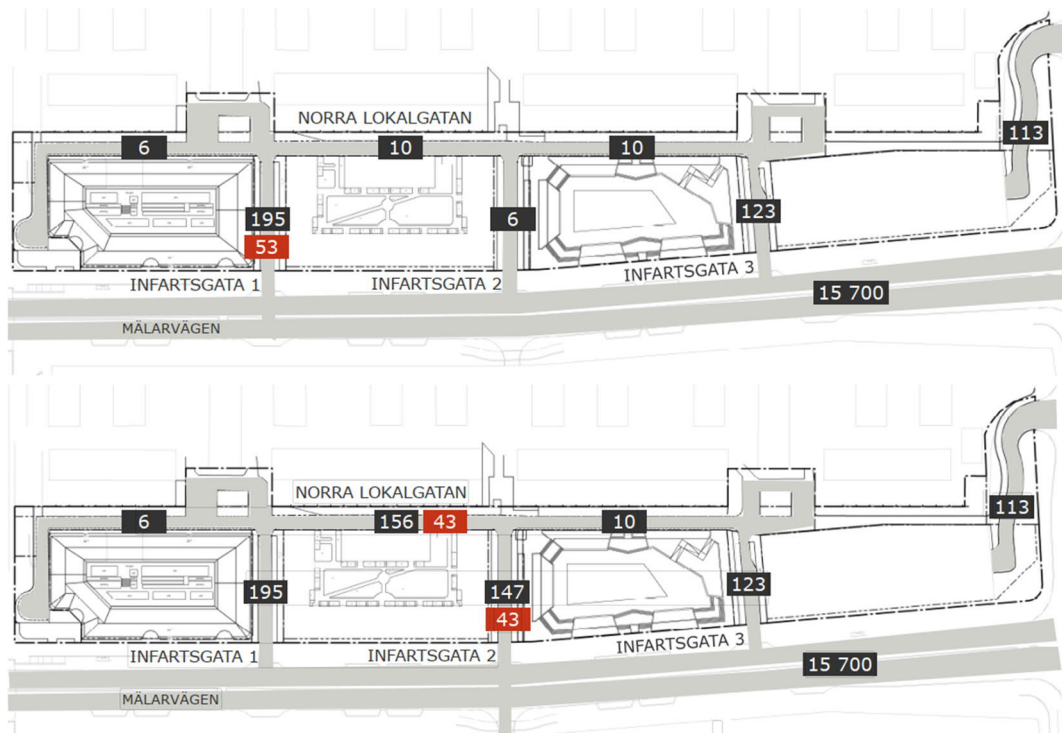 NORRA LOKALGATAN
113
6
10
10
195
6
123
53
INFARTSGATA 1
INFARTSGATA 2
INFARTSGATA 3
15 700
MÄLARVÄGEN
NORRA LOKALGATAN
113
6
156
43
10
195
147
123
43
INFARTSGATA 1
INFARTSGATA 2
INFARTSGATA 3
15 700
MÄLARVÄGEN